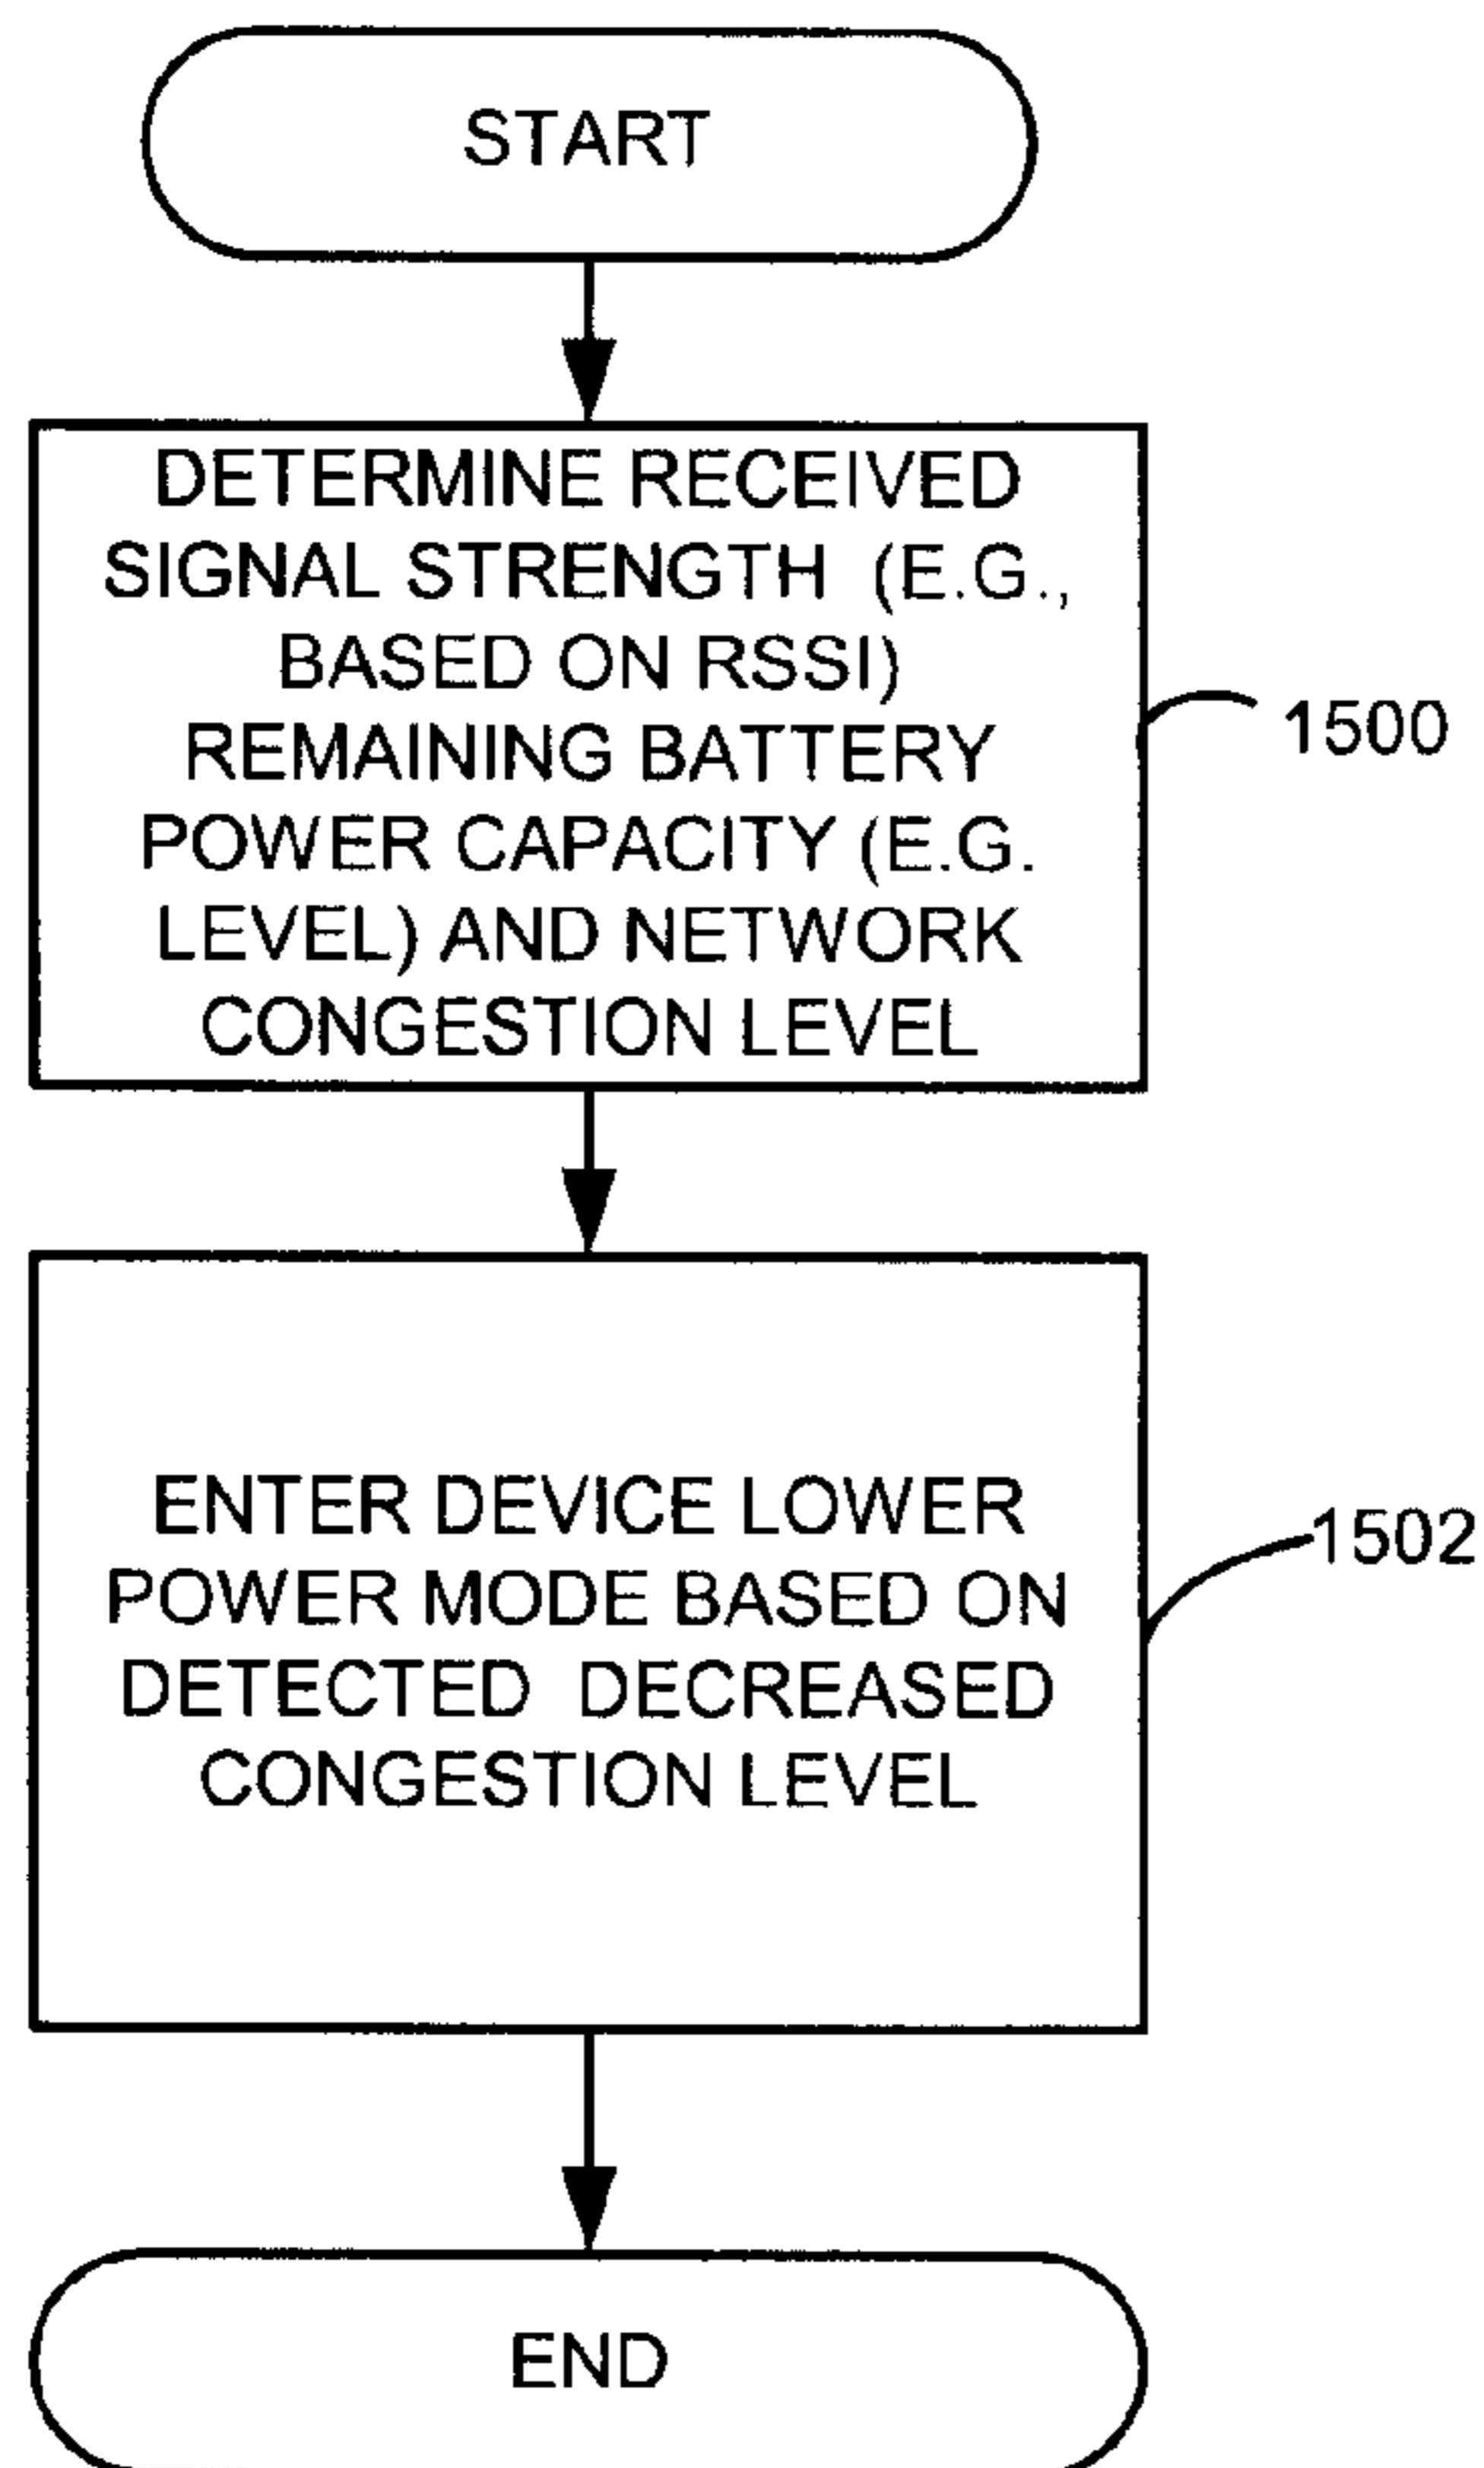 START
DETERMINE RECEIVED
SIGNAL STRENGTH (E.G.,
BASED ON RSSI)
REMAINING BATTERY
POWER CAPACITY (E.G.
LEVEL) AND NETWORK
CONGESTION LEVEL
1500
ENTER DEVICE LOWER
POWER MODE BASED ON
DETECTED DECREASED
CONGESTION LEVEL
1502
END